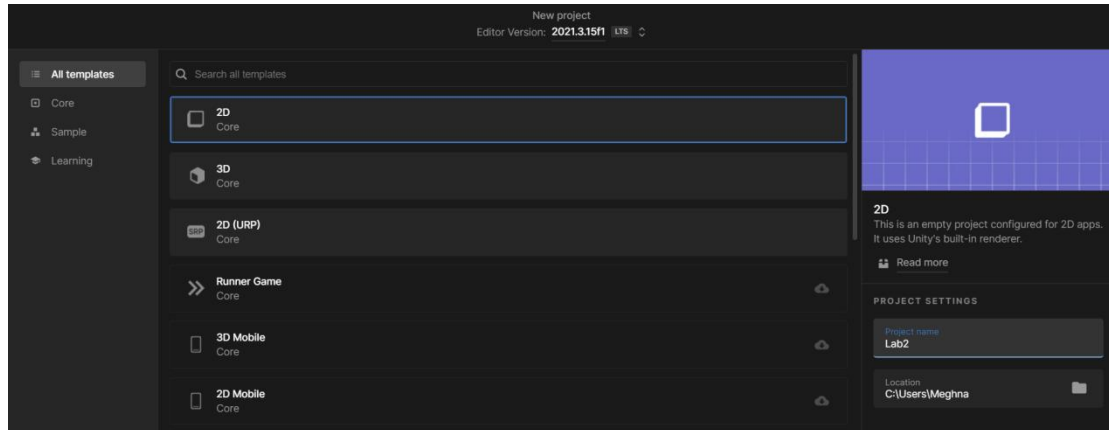 New project
Editor Version: 2021.3.15f1 LTS
All templates
Core
Sample
Learning
Search all templates
2D
Core
3D
Core
SRP
2D (URP)
Core
Runner Game
Core
3D Mobile
Core
2D Mobile
Core
2D
This is an empty project configured for 2D apps.
It uses Unity's built-in renderer.
Read more
PROJECT SETTINGS
Project name
Lab2
Location
C:\Users\Meghna